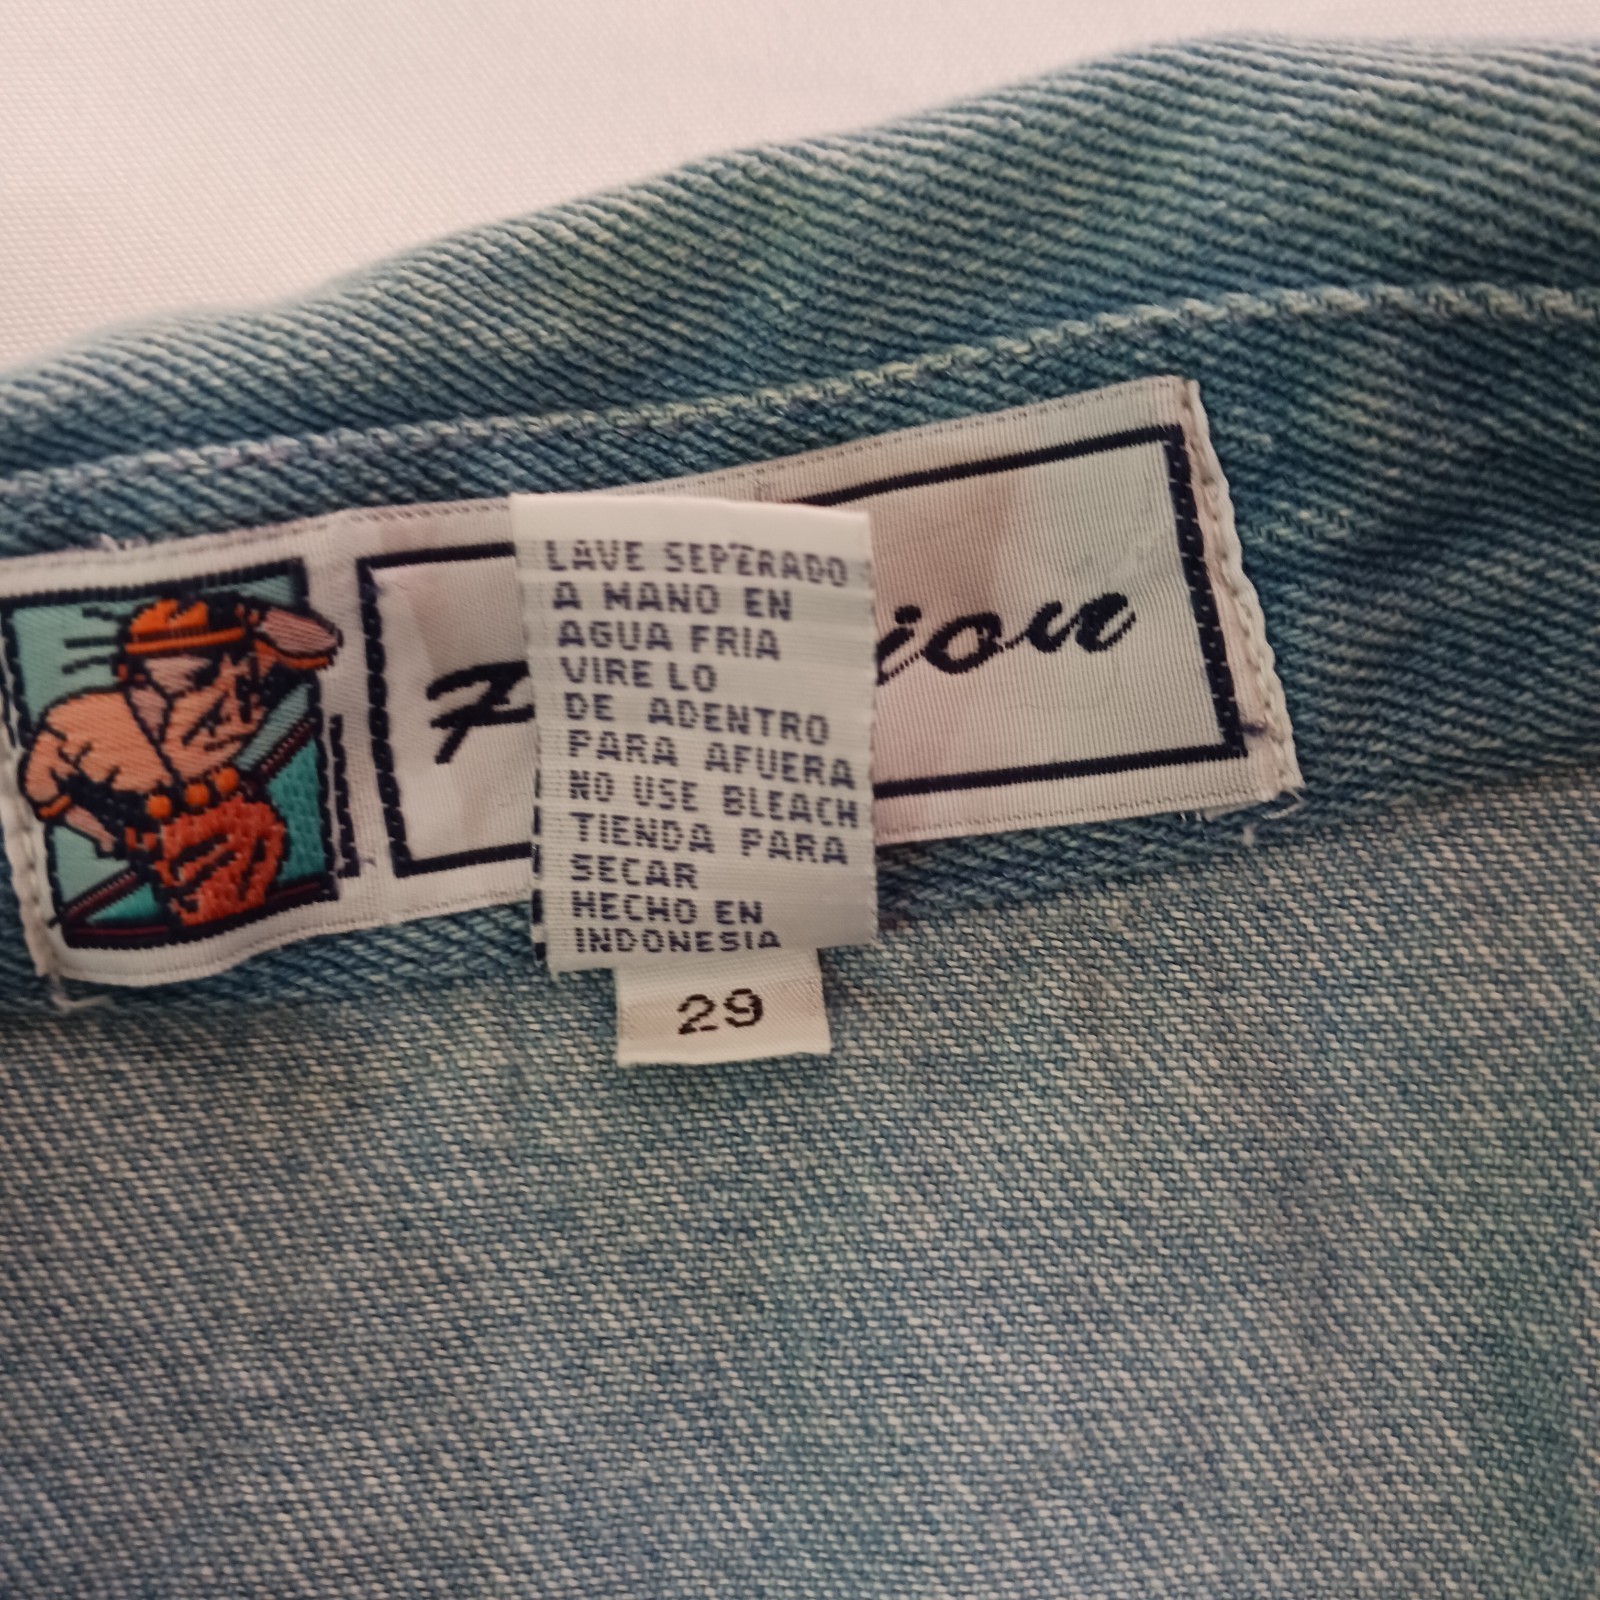 LAVE SEPERADO
A MANO EN
AGUA FRIA
VIRE LO
DE ADENTRO
PARA AFUERA
NO USE BLEACH
TIENDA PARA
SECAR
HECHO EN
INDONESIA
29